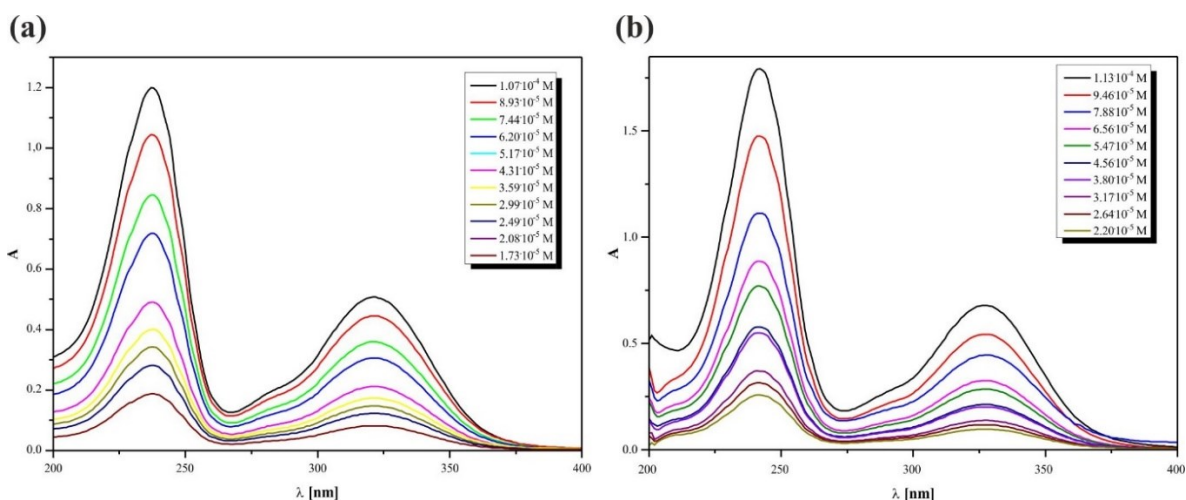 (a)
A
1.2
1,0
0.8
0.6
0.4
0.2
0.0
200
250
300
350
400
λ [nm]
1.07·10⁻⁴ M
8.93·10⁻⁵ M
7.44·10⁻⁵ M
6.20·10⁻⁵ M
5.17·10⁻⁵ M
4.31·10⁻⁵ M
3.59·10⁻⁵ M
2.99·10⁻⁵ M
2.49·10⁻⁵ M
2.08·10⁻⁵ M
1.73·10⁻⁵ M
(b)
A
1.5
1.0
0.5
0.0
200
250
300
350
400
λ [nm]
1.13·10⁻⁴ M
9.46·10⁻⁵ M
7.88·10⁻⁵ M
6.56·10⁻⁵ M
5.47·10⁻⁵ M
4.56·10⁻⁵ M
3.80·10⁻⁵ M
3.17·10⁻⁵ M
2.64·10⁻⁵ M
2.20·10⁻⁵ M